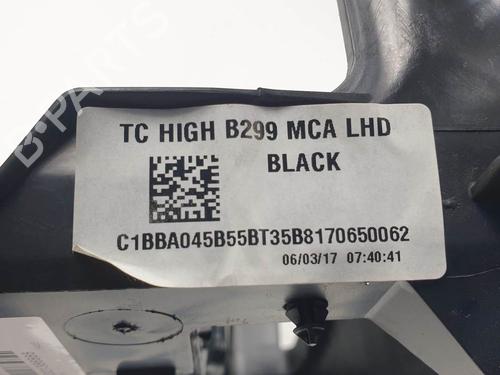 B-PARTS
TC HIGH B299 MCA LHD
BLACK
C1BBA045B55BT35B8170650062
06/03/17 07:40:41